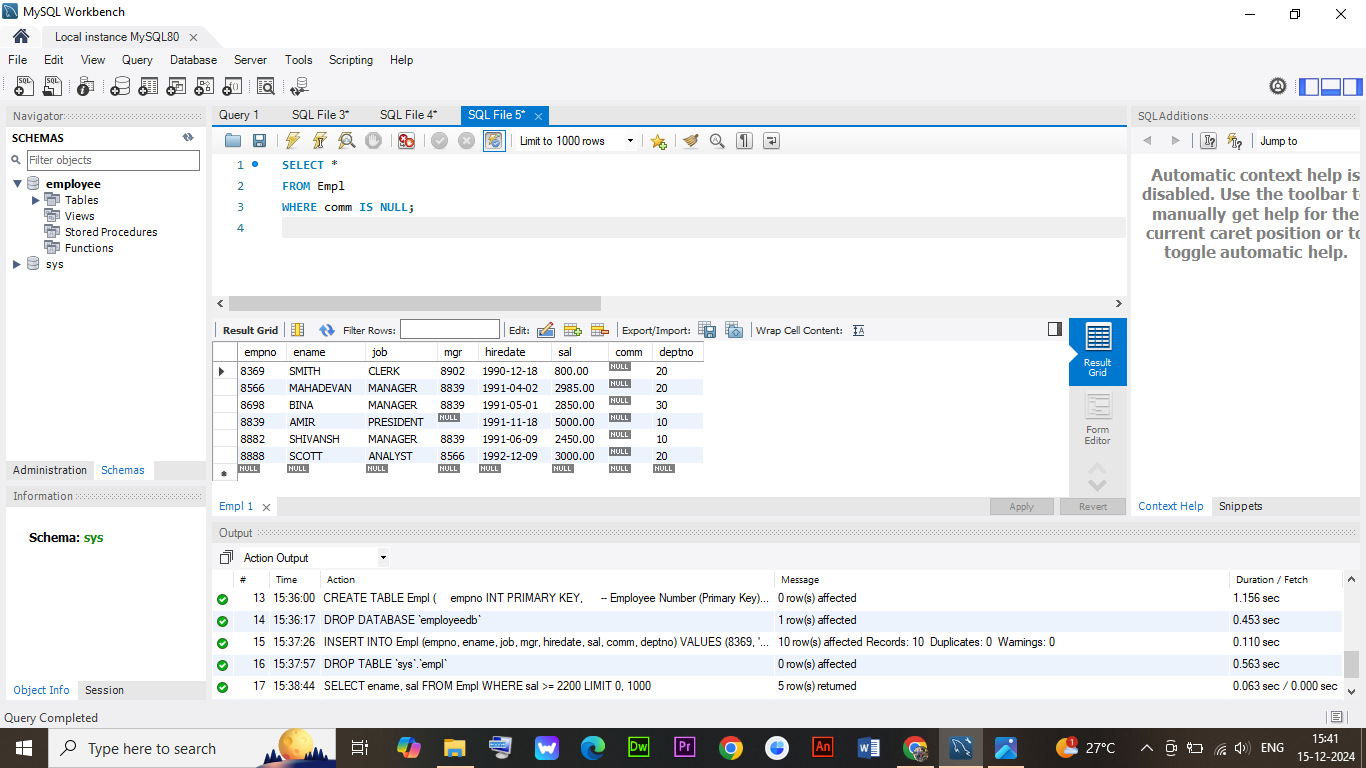 MySQL Workbench
Local instance MySQL80
File Edit View Query Database Server Tools Scripting Help
Navigator
SCHEMAS
Filter objects
employee
Tables
Views
Stored Procedures
Functions
sys
Administration Schemas
Information
Schema: sys
Object Info Session
Query 1 SQL File 3* SQL File 4* SQL File 5*
Limit to 1000 rows
1 SELECT *
2 FROM Empl
3 WHERE comm IS NULL;
4
Result Grid Filter Rows: Edit: Export/Import: Wrap Cell Content: IA
empno ename job mgr hiredate sal comm deptno
8369 SMITH CLERK 8902 1990-12-18 800.00 NULL 20
8566 MAHADEVAN MANAGER 8839 1991-04-02 2985.00 NULL 20
8698 BINA MANAGER 8839 1991-05-01 2850.00 NULL 30
8839 AMIR PRESIDENT NULL 1991-11-18 5000.00 NULL 10
8882 SHIVANSH MANAGER 8839 1991-06-09 2450.00 NULL 10
8888 SCOTT ANALYST 8566 1992-12-09 3000.00 NULL 20
NULL NULL NULL NULL NULL NULL NULL NULL
Result
Grid
Form
Editor
Empl 1 Apply Revert
SQLAdditions
Jump to
Automatic context help is
disabled. Use the toolbar t
manually get help for the
current caret position or to
toggle automatic help.
Context Help Snippets
Output
Action Output
# Time Action Message Duration / Fetch
13 15:36:00 CREATE TABLE Empl ( empno INT PRIMARY KEY, -- Employee Number (Primary Key)... 0 row(s) affected 1.156 sec
14 15:36:17 DROP DATABASE `employeedb` 1 row(s) affected 0.453 sec
15 15:37:26 INSERT INTO Empl (empno, ename, job, mgr, hiredate, sal, comm, deptno) VALUES (8369, '... 10 row(s) affected Records: 10 Duplicates: 0 Warnings: 0 0.110 sec
16 15:37:57 DROP TABLE `sys`.`empl` 0 row(s) affected 0.563 sec
17 15:38:44 SELECT ename, sal FROM Empl WHERE sal >= 2200 LIMIT 0, 1000 5 row(s) returned 0.063 sec / 0.000 sec
Query Completed
Type here to search
Dw
Pr
An
1
27°C
ENG
15:41
15-12-2024